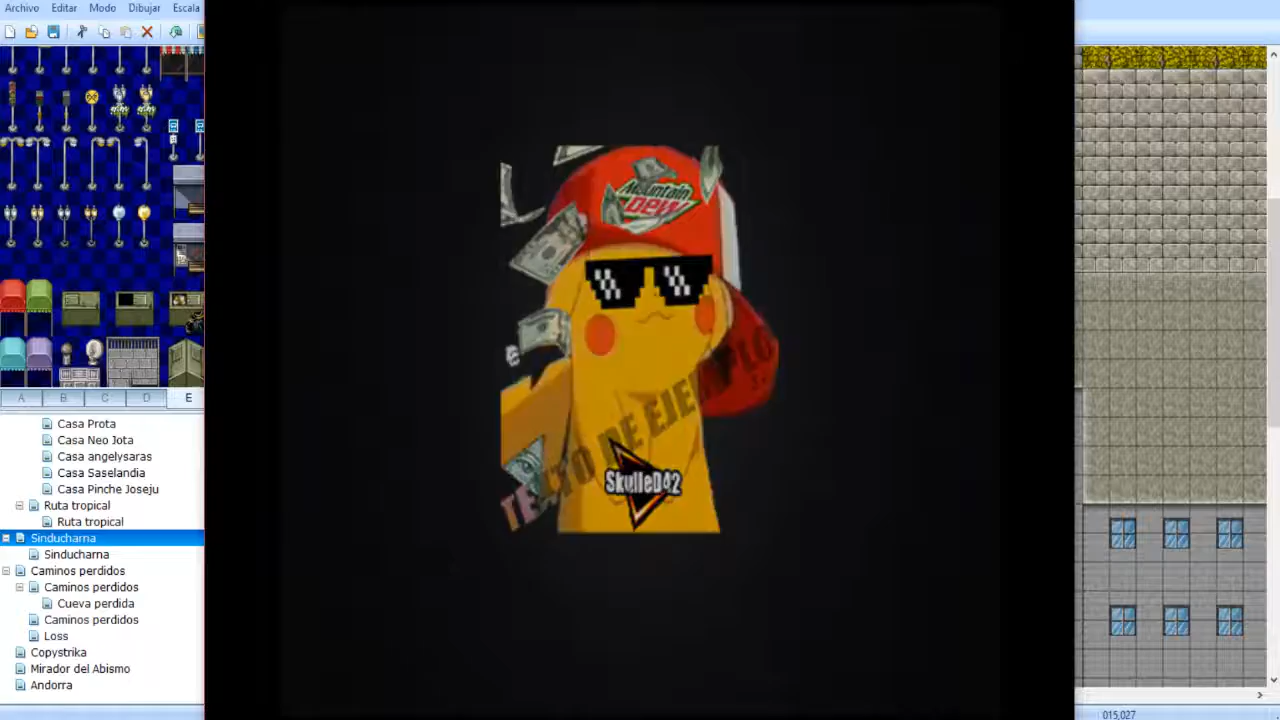 Archivo Editar Modo Dibujar Escala
Mountain
DEW
e
TEXTO DE EJEMPLO
SkulleD42
A B C D E
Casa Prota
Casa Neo Jota
Casa angelysaras
Casa Saselandia
Casa Pinche Joseju
Ruta tropical
Ruta tropical
Sinducharna
Sinducharna
Caminos perdidos
Caminos perdidos
Cueva perdida
Caminos perdidos
Loss
Copystrika
Mirador del Abismo
Andorra
015,027